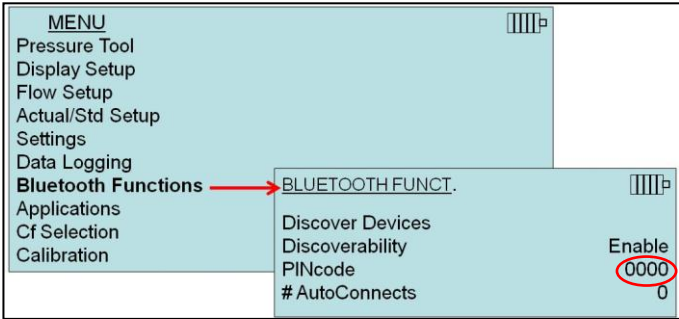 MENU
Pressure Tool
Display Setup
Flow Setup
Actual/Std Setup
Settings
Data Logging
Bluetooth Functions
Applications
Cf Selection
Calibration
BLUETOOTH FUNCT.
Discover Devices
Discoverability Enable
PINcode 0000
# AutoConnects 0